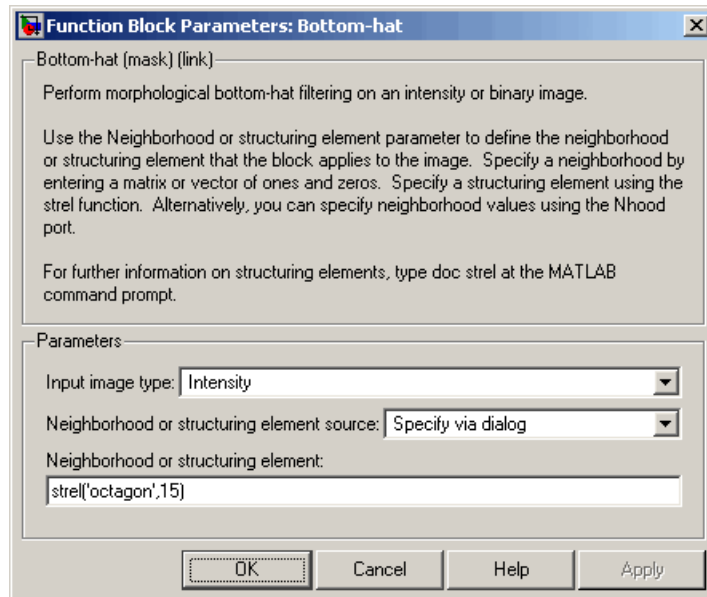 Function Block Parameters: Bottom-hat
Bottom-hat (mask) (link)
Perform morphological bottom-hat filtering on an intensity or binary image.
Use the Neighborhood or structuring element parameter to define the neighborhood
or structuring element that the block applies to the image.  Specify a neighborhood by
entering a matrix or vector of ones and zeros.  Specify a structuring element using the
strel function.  Alternatively, you can specify neighborhood values using the Nhood
port.
For further information on structuring elements, type doc strel at the MATLAB
command prompt.
Parameters
Input image type: Intensity
Neighborhood or structuring element source: Specify via dialog
Neighborhood or structuring element:
strel('octagon',15)
OK Cancel Help Apply